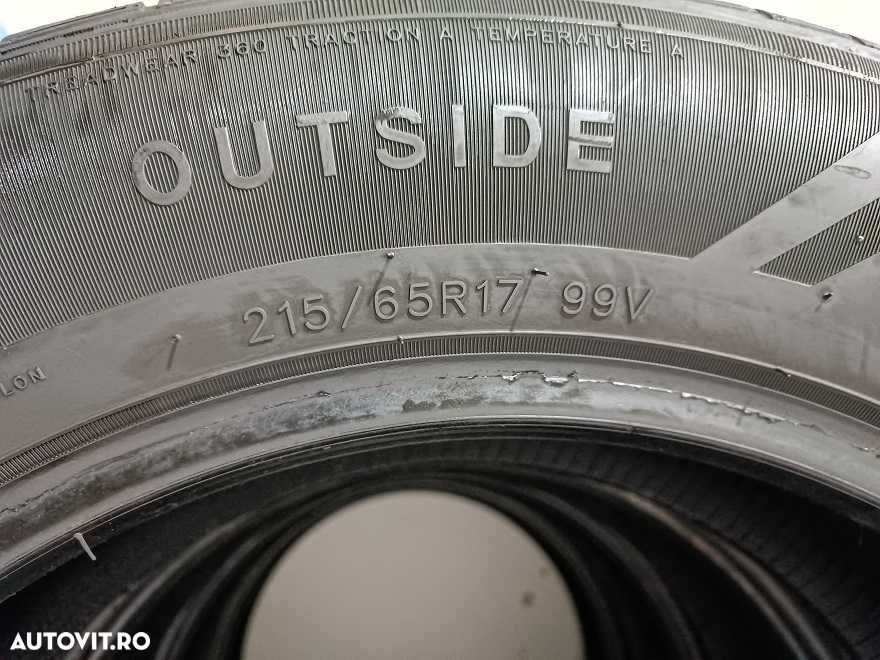 TREADWEAR 360 TRACTION A TEMPERATURE A
OUTSIDE
215/65R17 99V
AUTOVIT.RO